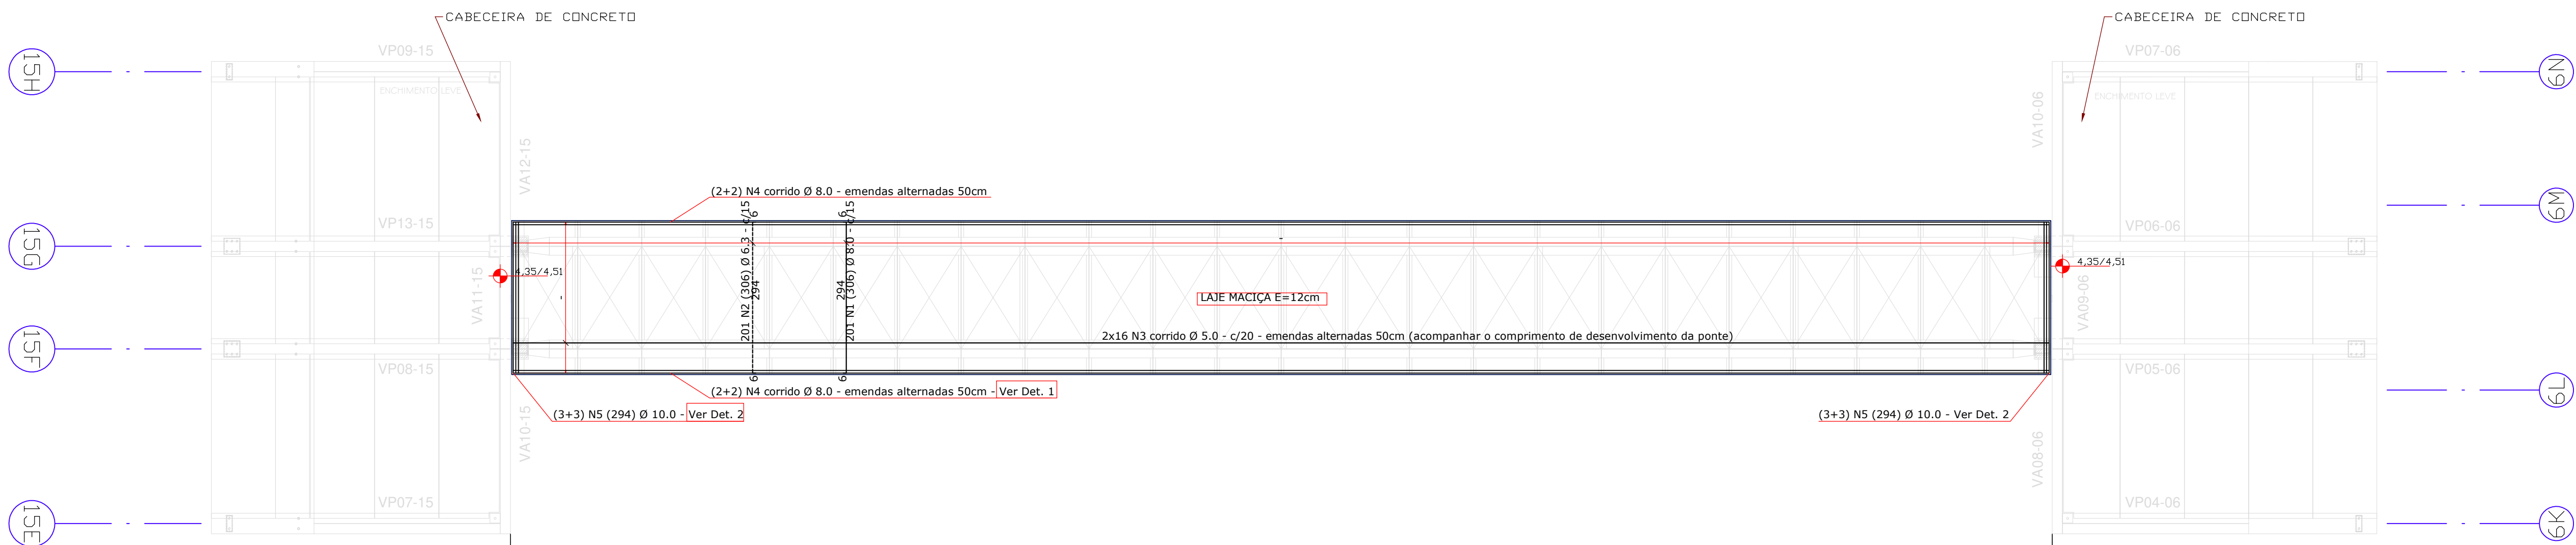 CABECEIRA DE CONCRETO
CABECEIRA DE CONCRETO
15H
VP09-15
VP07-06
6N
ENCHIMENTO LEVE
ENCHIMENTO LEVE
VA12-15
VA10-06
(2+2) N4 corrido Ø 8.0 - emendas alternadas 50cm
6M
15G
VP13-15
VP06-06
201 N2 (306) Ø 6.3 - c/15
6
294
6
201 N1 (306) Ø 8.0 - c/15
6
294
6
4,35/4,51
4,35/4,51
VA11-15
VA09-06
LAJE MACIÇA E=12cm
2x16 N3 corrido Ø 5.0 - c/20 - emendas alternadas 50cm (acompanhar o comprimento de desenvolvimento da ponte)
15F
VP08-15
VP05-06
6L
(2+2) N4 corrido Ø 8.0 - emendas alternadas 50cm - Ver Det. 1
(3+3) N5 (294) Ø 10.0 - Ver Det. 2
(3+3) N5 (294) Ø 10.0 - Ver Det. 2
VA10-15
VA08-06
VP07-15
VP04-06
15E
6K